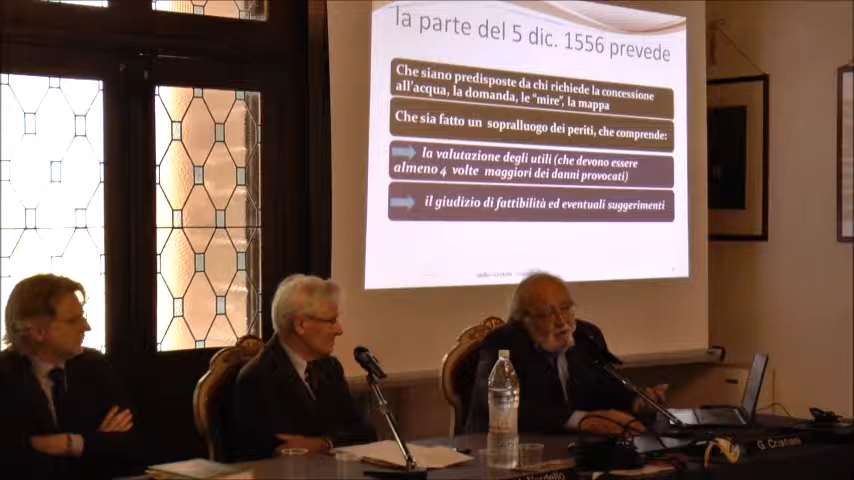 la parte del 5 dic. 1556 prevede
Che siano predisposte da chi richiede la concessione
all'acqua, la domanda, le "mire", la mappa
Che sia fatto un sopralluogo dei periti, che comprende:
la valutazione degli utili (che devono essere
almeno 4 volte maggiori dei danni provocati)
il giudizio di fattibilità ed eventuali suggerimenti
G. Cristiani